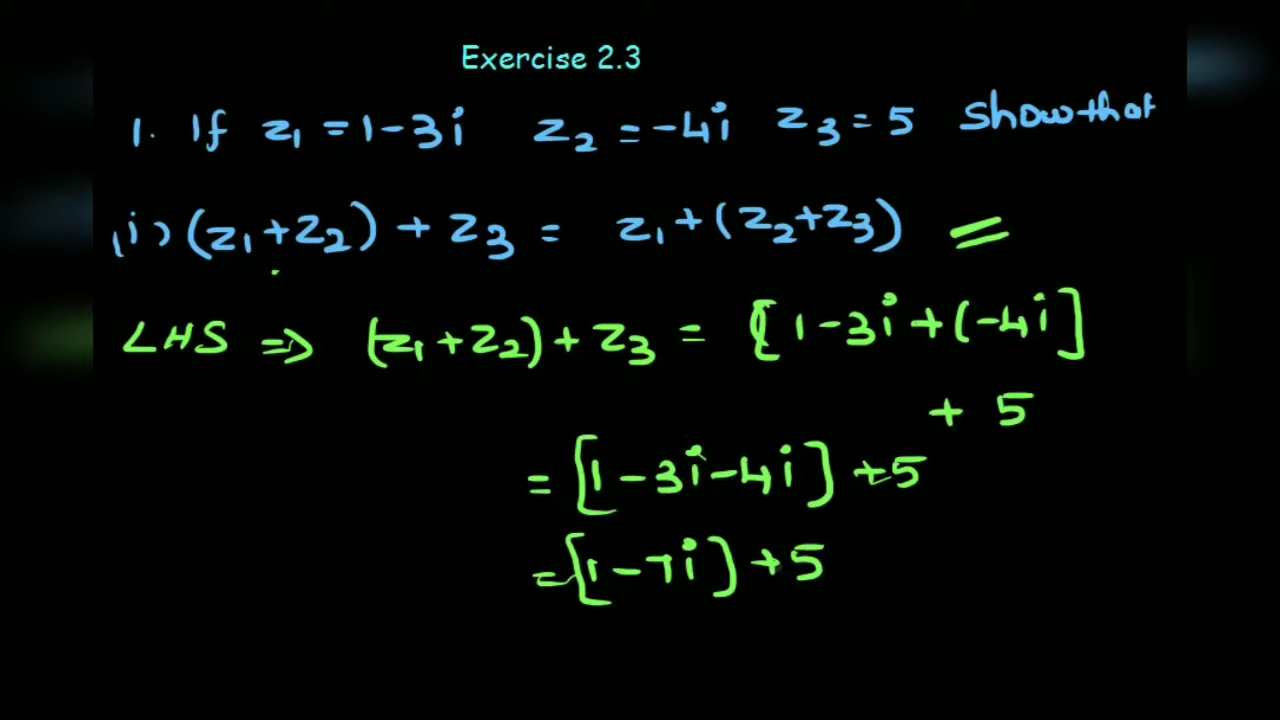 Exercise 2.3
1. If z1 = 1 - 3i z2 = -4i z3 = 5 show that
(i) (z1 + z2) + z3 = z1 + (z2 + z3)
LHS ⇒ (z1 + z2) + z3 = [1 - 3i + (-4i]
+ 5
= [1 - 3i - 4i] + 5
= [1 - 7i] + 5